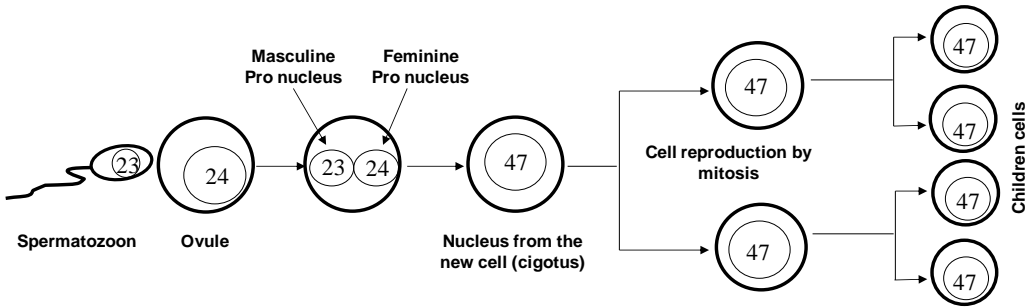 Masculine
Pro nucleus
Feminine
Pro nucleus
23
24
23
24
47
47
47
47
47
47
47
Spermatozoon
Ovule
Nucleus from the
new cell (cigotus)
Cell reproduction by
mitosis
Children cells